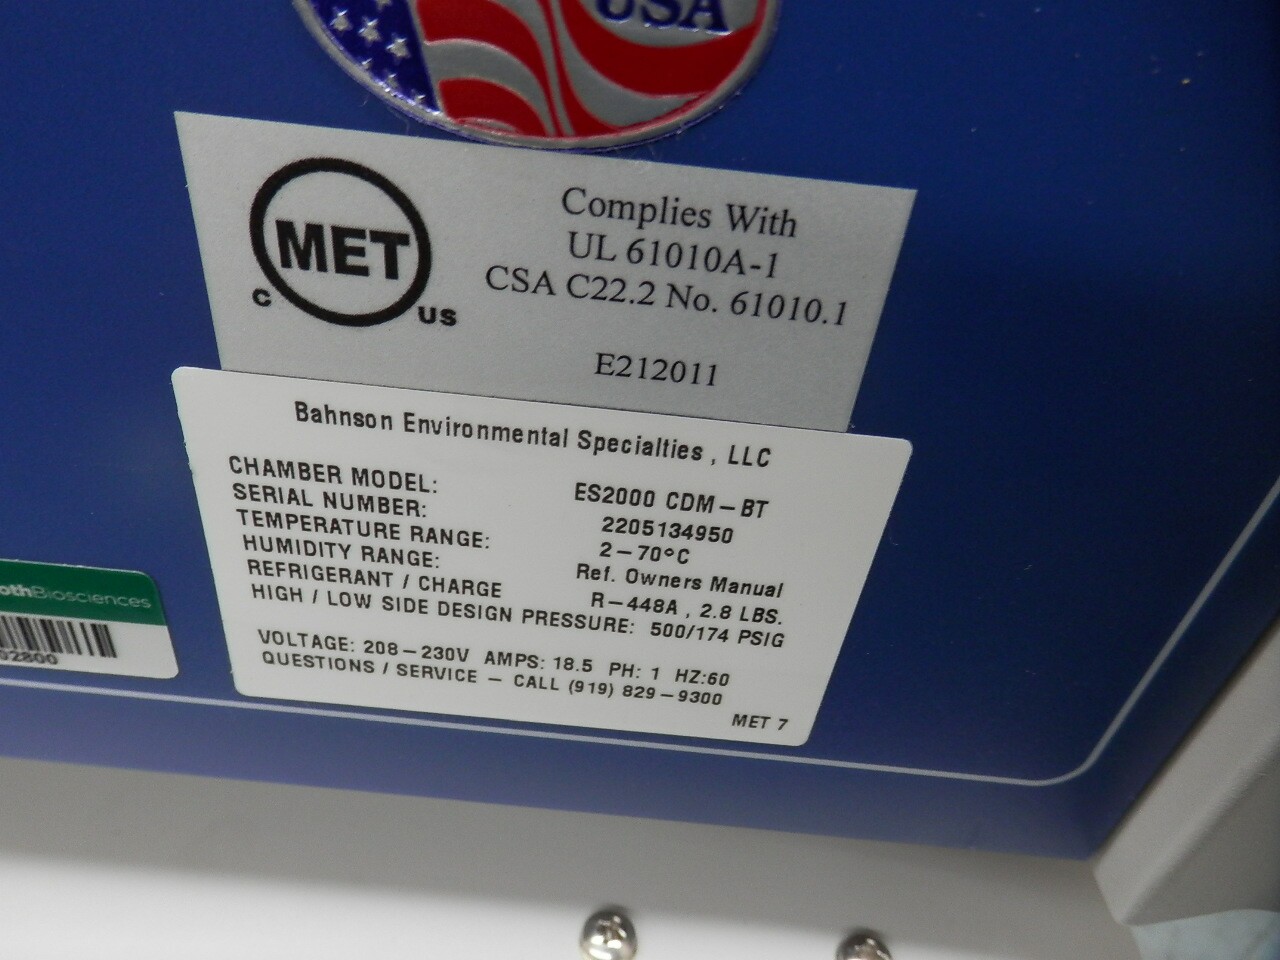 USA
MET
C US
Complies With
UL 61010A-1
CSA C22.2 No. 61010.1
E212011
Bahnson Environmental Specialties , LLC
CHAMBER MODEL: ES2000 CDM-BT
SERIAL NUMBER: 2205134950
TEMPERATURE RANGE: 2-70°C
HUMIDITY RANGE: Ref. Owners Manual
REFRIGERANT / CHARGE R-448A , 2.8 LBS.
HIGH / LOW SIDE DESIGN PRESSURE: 500/174 PSIG
VOLTAGE: 208-230V AMPS: 18.5 PH: 1 HZ:60
QUESTIONS / SERVICE - CALL (919) 829-9300
MET 7
othBiosciences
02800